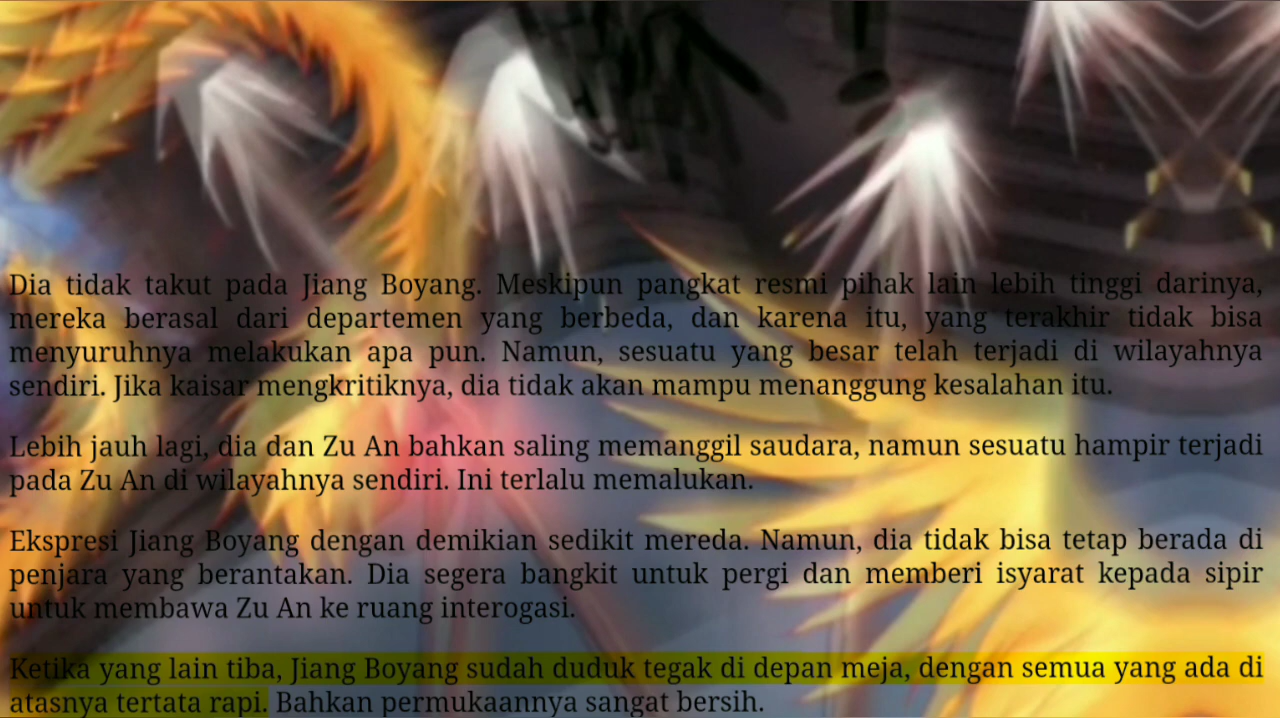 Dia tidak takut pada Jiang Boyang. Meskipun pangkat resmi pihak lain lebih tinggi darinya,
mereka berasal dari departemen yang berbeda, dan karena itu, yang terakhir tidak bisa
menyuruhnya melakukan apa pun. Namun, sesuatu yang besar telah terjadi di wilayahnya
sendiri. Jika kaisar mengkritiknya, dia tidak akan mampu menanggung kesalahan itu.
Lebih jauh lagi, dia dan Zu An bahkan saling memanggil saudara, namun sesuatu hampir terjadi
pada Zu An di wilayahnya sendiri. Ini terlalu memalukan.
Ekspresi Jiang Boyang dengan demikian sedikit mereda. Namun, dia tidak bisa tetap berada di
penjara yang berantakan. Dia segera bangkit untuk pergi dan memberi isyarat kepada sipir
untuk membawa Zu An ke ruang interogasi.
Ketika yang lain tiba, Jiang Boyang sudah duduk tegak di depan meja, dengan semua yang ada di
atasnya tertata rapi. Bahkan permukaannya sangat bersih.